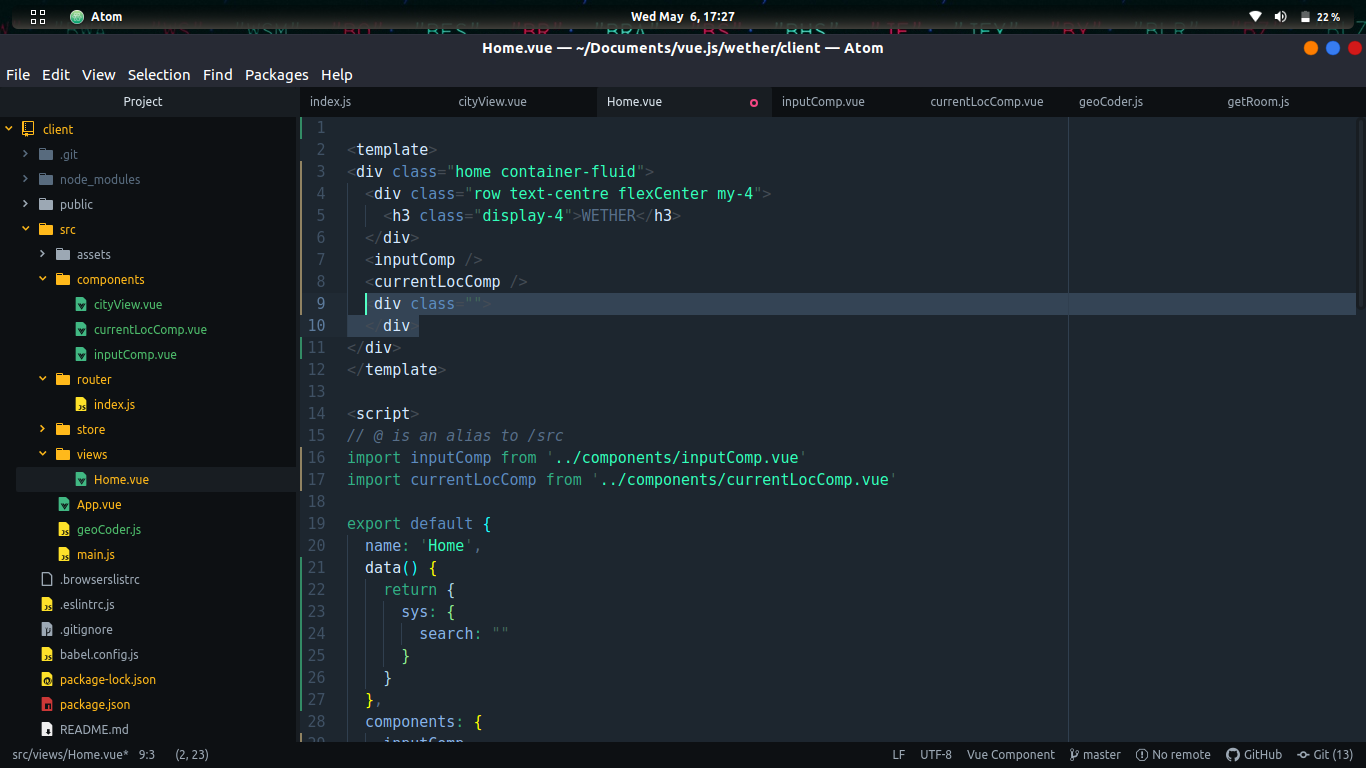 Atom
Wed May 6, 17:27
22 %
Home.vue — ~/Documents/vue.js/wether/client — Atom
File Edit View Selection Find Packages Help
Project
client
.git
node_modules
public
src
assets
components
cityView.vue
currentLocComp.vue
inputComp.vue
router
index.js
store
views
Home.vue
App.vue
geoCoder.js
main.js
.browserslistrc
.eslintrc.js
.gitignore
babel.config.js
package-lock.json
package.json
README.md
index.js cityView.vue Home.vue inputComp.vue currentLocComp.vue geoCoder.js getRoom.js
1
2 <template>
3 <div class="home container-fluid">
4 <div class="row text-centre flexCenter my-4">
5 <h3 class="display-4">WETHER</h3>
6 </div>
7 <inputComp />
8 <currentLocComp />
9 <div class="">
10 </div>
11 </div>
12 </template>
13
14 <script>
15 // @ is an alias to /src
16 import inputComp from '../components/inputComp.vue'
17 import currentLocComp from '../components/currentLocComp.vue'
18
19 export default {
20 name: 'Home',
21 data() {
22 return {
23 sys: {
24 search: ""
25 }
26 }
27 },
28 components: {
29 inputComp
src/views/Home.vue* 9:3 (2, 23)
LF UTF-8 Vue Component master No remote GitHub Git (13)